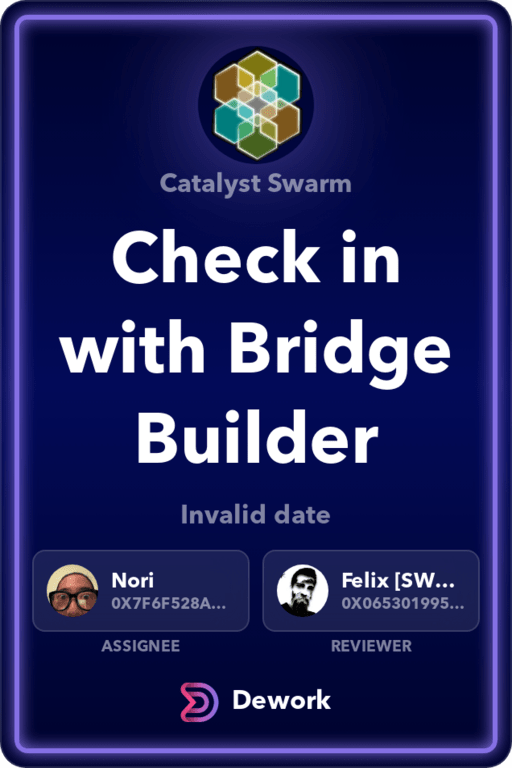 Catalyst Swarm
Check in
with Bridge
Builder
Invalid date
Nori
0X7F6F528A...
ASSIGNEE
Felix [SW...
0X065301995...
REVIEWER
Dework